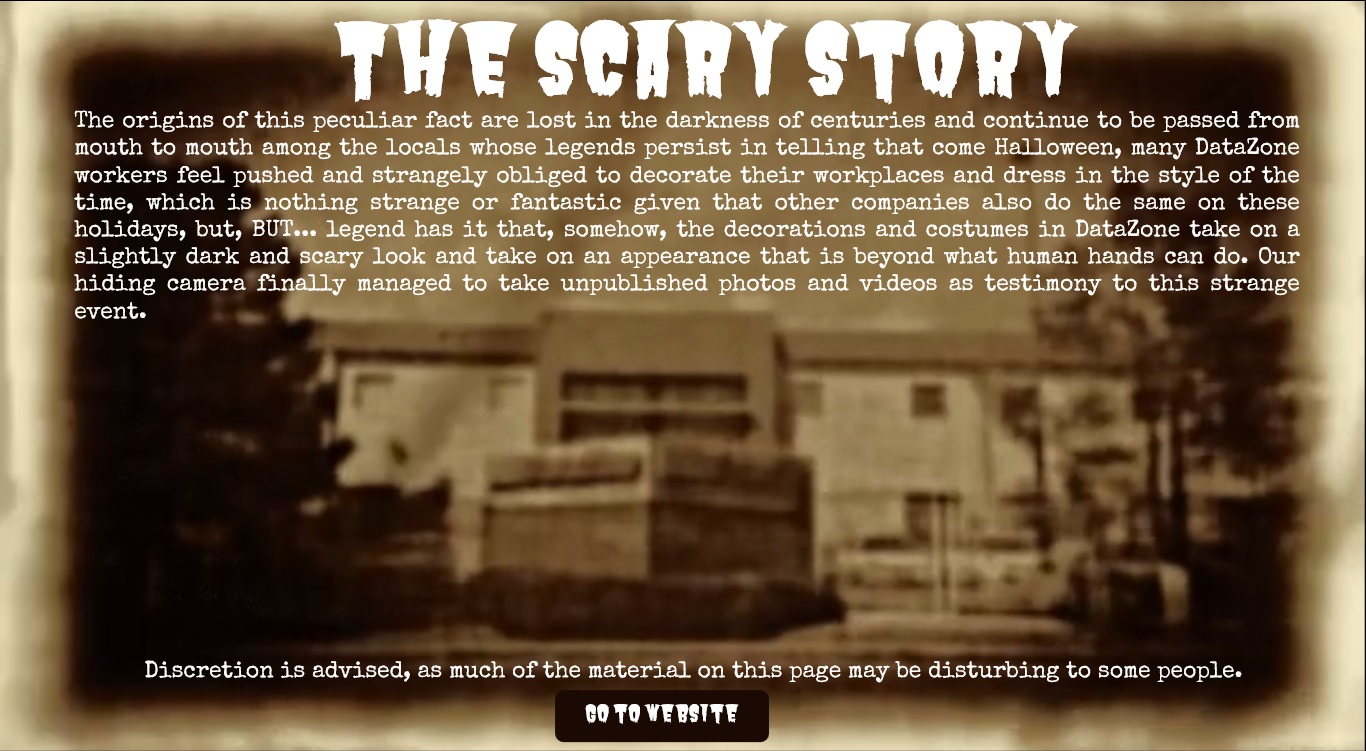 THE SCARY STORY
The origins of this peculiar fact are lost in the darkness of centuries and continue to be passed from
mouth to mouth among the locals whose legends persist in telling that come Halloween, many DataZone
workers feel pushed and strangely obliged to decorate their workplaces and dress in the style of the
time, which is nothing strange or fantastic given that other companies also do the same on these
holidays, but, BUT... legend has it that, somehow, the decorations and costumes in DataZone take on a
slightly dark and scary look and take on an appearance that is beyond what human hands can do. Our
hiding camera finally managed to take unpublished photos and videos as testimony to this strange
event.
Discretion is advised, as much of the material on this page may be disturbing to some people.
GO TO WEBSITE